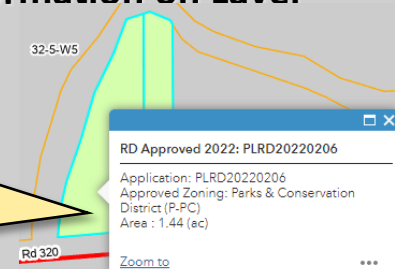 32-5-W5
RD Approved 2022: PLRD20220206
Application: PLRD20220206
Approved Zoning: Parks & Conservation
District (P-PC)
Area : 1.44 (ac)
Rd 320
Zoom to